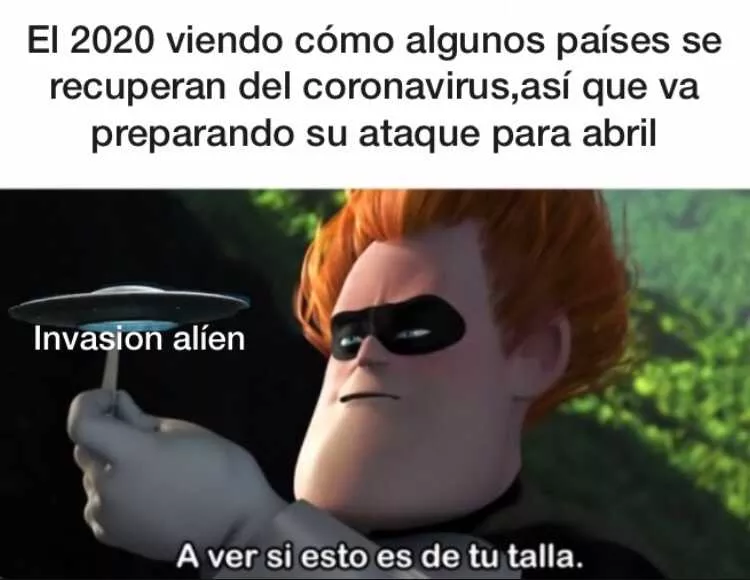 El 2020 viendo cómo algunos países se
recuperan del coronavirus,así que va
preparando su ataque para abril
Invasion alíen
A ver si esto es de tu talla.